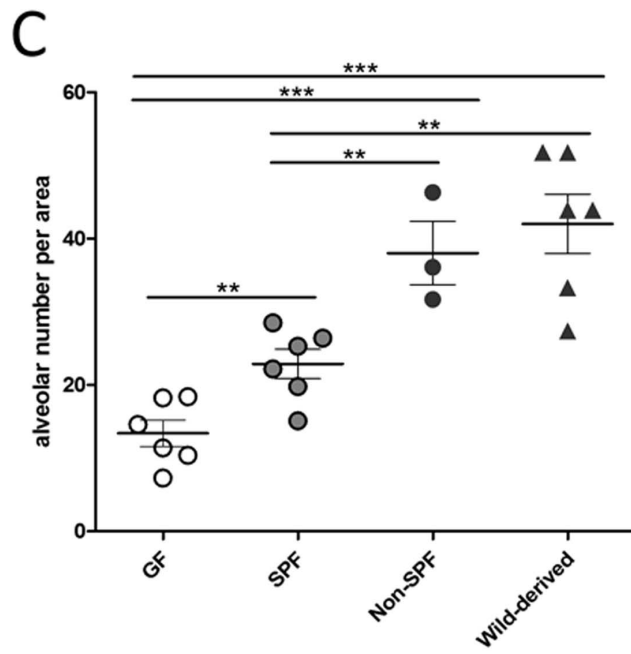 C
***
60
***
**
**
40
**
20
0
alveolar number per area
GF
SPF
Non-SPF
Wild-derived